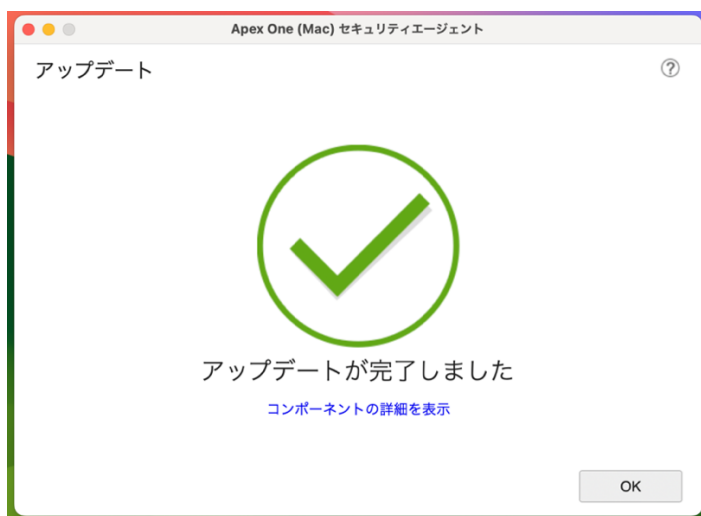 Apex One (Mac) セキュリティエージェント
アップデート
?
アップデートが完了しました
コンポーネントの詳細を表示
OK